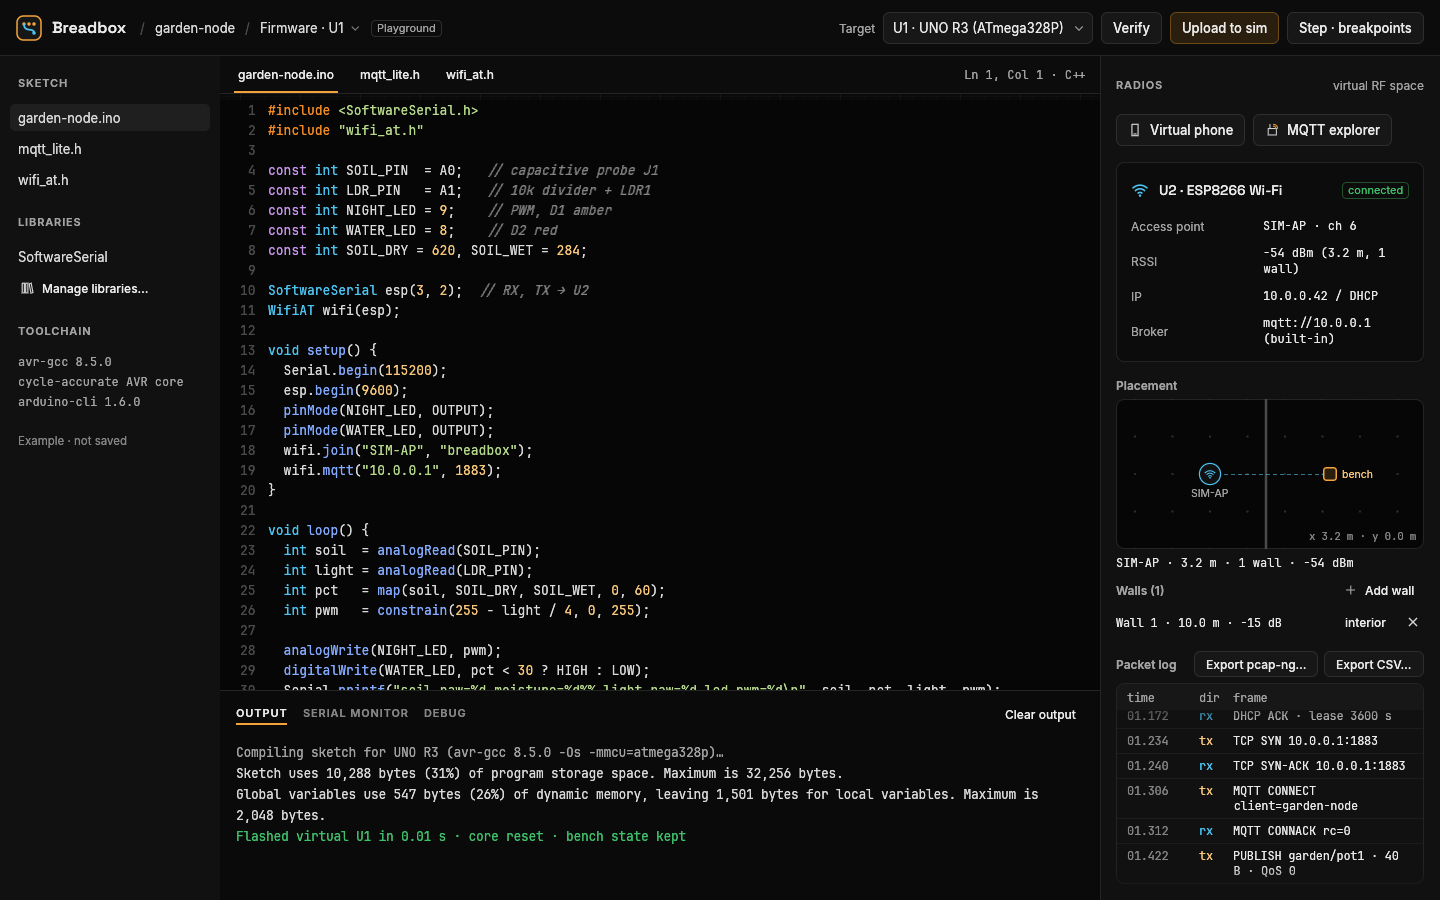 Breadbox / garden-node / Firmware · U1 Playground
Target U1 · UNO R3 (ATmega328P) Verify Upload to sim Step · breakpoints
SKETCH
garden-node.ino
mqtt_lite.h
wifi_at.h
LIBRARIES
SoftwareSerial
Manage libraries...
TOOLCHAIN
avr-gcc 8.5.0
cycle-accurate AVR core
arduino-cli 1.6.0
Example · not saved
garden-node.ino mqtt_lite.h wifi_at.h Ln 1, Col 1 · C++
1 #include <SoftwareSerial.h>
2 #include "wifi_at.h"
3
4 const int SOIL_PIN  = A0;   // capacitive probe J1
5 const int LDR_PIN   = A1;   // 10k divider + LDR1
6 const int NIGHT_LED = 9;    // PWM, D1 amber
7 const int WATER_LED = 8;    // D2 red
8 const int SOIL_DRY = 620, SOIL_WET = 284;
9
10 SoftwareSerial esp(3, 2);  // RX, TX → U2
11 WifiAT wifi(esp);
12
13 void setup() {
14   Serial.begin(115200);
15   esp.begin(9600);
16   pinMode(NIGHT_LED, OUTPUT);
17   pinMode(WATER_LED, OUTPUT);
18   wifi.join("SIM-AP", "breadbox");
19   wifi.mqtt("10.0.0.1", 1883);
20 }
21
22 void loop() {
23   int soil  = analogRead(SOIL_PIN);
24   int light = analogRead(LDR_PIN);
25   int pct   = map(soil, SOIL_DRY, SOIL_WET, 0, 60);
26   int pwm   = constrain(255 - light / 4, 0, 255);
27
28   analogWrite(NIGHT_LED, pwm);
29   digitalWrite(WATER_LED, pct < 30 ? HIGH : LOW);
30   Serial.printf("soil raw=%d moisture=%d%% light raw=%d led pwm=%d\n", soil, pct, light, pwm);
OUTPUT SERIAL MONITOR DEBUG Clear output
Compiling sketch for UNO R3 (avr-gcc 8.5.0 -Os -mmcu=atmega328p)…
Sketch uses 10,288 bytes (31%) of program storage space. Maximum is 32,256 bytes.
Global variables use 547 bytes (26%) of dynamic memory, leaving 1,501 bytes for local variables. Maximum is
2,048 bytes.
Flashed virtual U1 in 0.01 s · core reset · bench state kept
RADIOS virtual RF space
Virtual phone MQTT explorer
U2 · ESP8266 Wi-Fi connected
Access point SIM-AP · ch 6
RSSI -54 dBm (3.2 m, 1
wall)
IP 10.0.0.42 / DHCP
Broker mqtt://10.0.0.1
(built-in)
Placement
bench
SIM-AP
x 3.2 m · y 0.0 m
SIM-AP · 3.2 m · 1 wall · -54 dBm
Walls (1) + Add wall
Wall 1 · 10.0 m · -15 dB interior ×
Packet log Export pcap-ng... Export CSV...
time dir frame
01.172 rx DHCP ACK · lease 3600 s
01.234 tx TCP SYN 10.0.0.1:1883
01.240 rx TCP SYN-ACK 10.0.0.1:1883
01.306 tx MQTT CONNECT
client=garden-node
01.312 rx MQTT CONNACK rc=0
01.422 tx PUBLISH garden/pot1 · 40
B · QoS 0